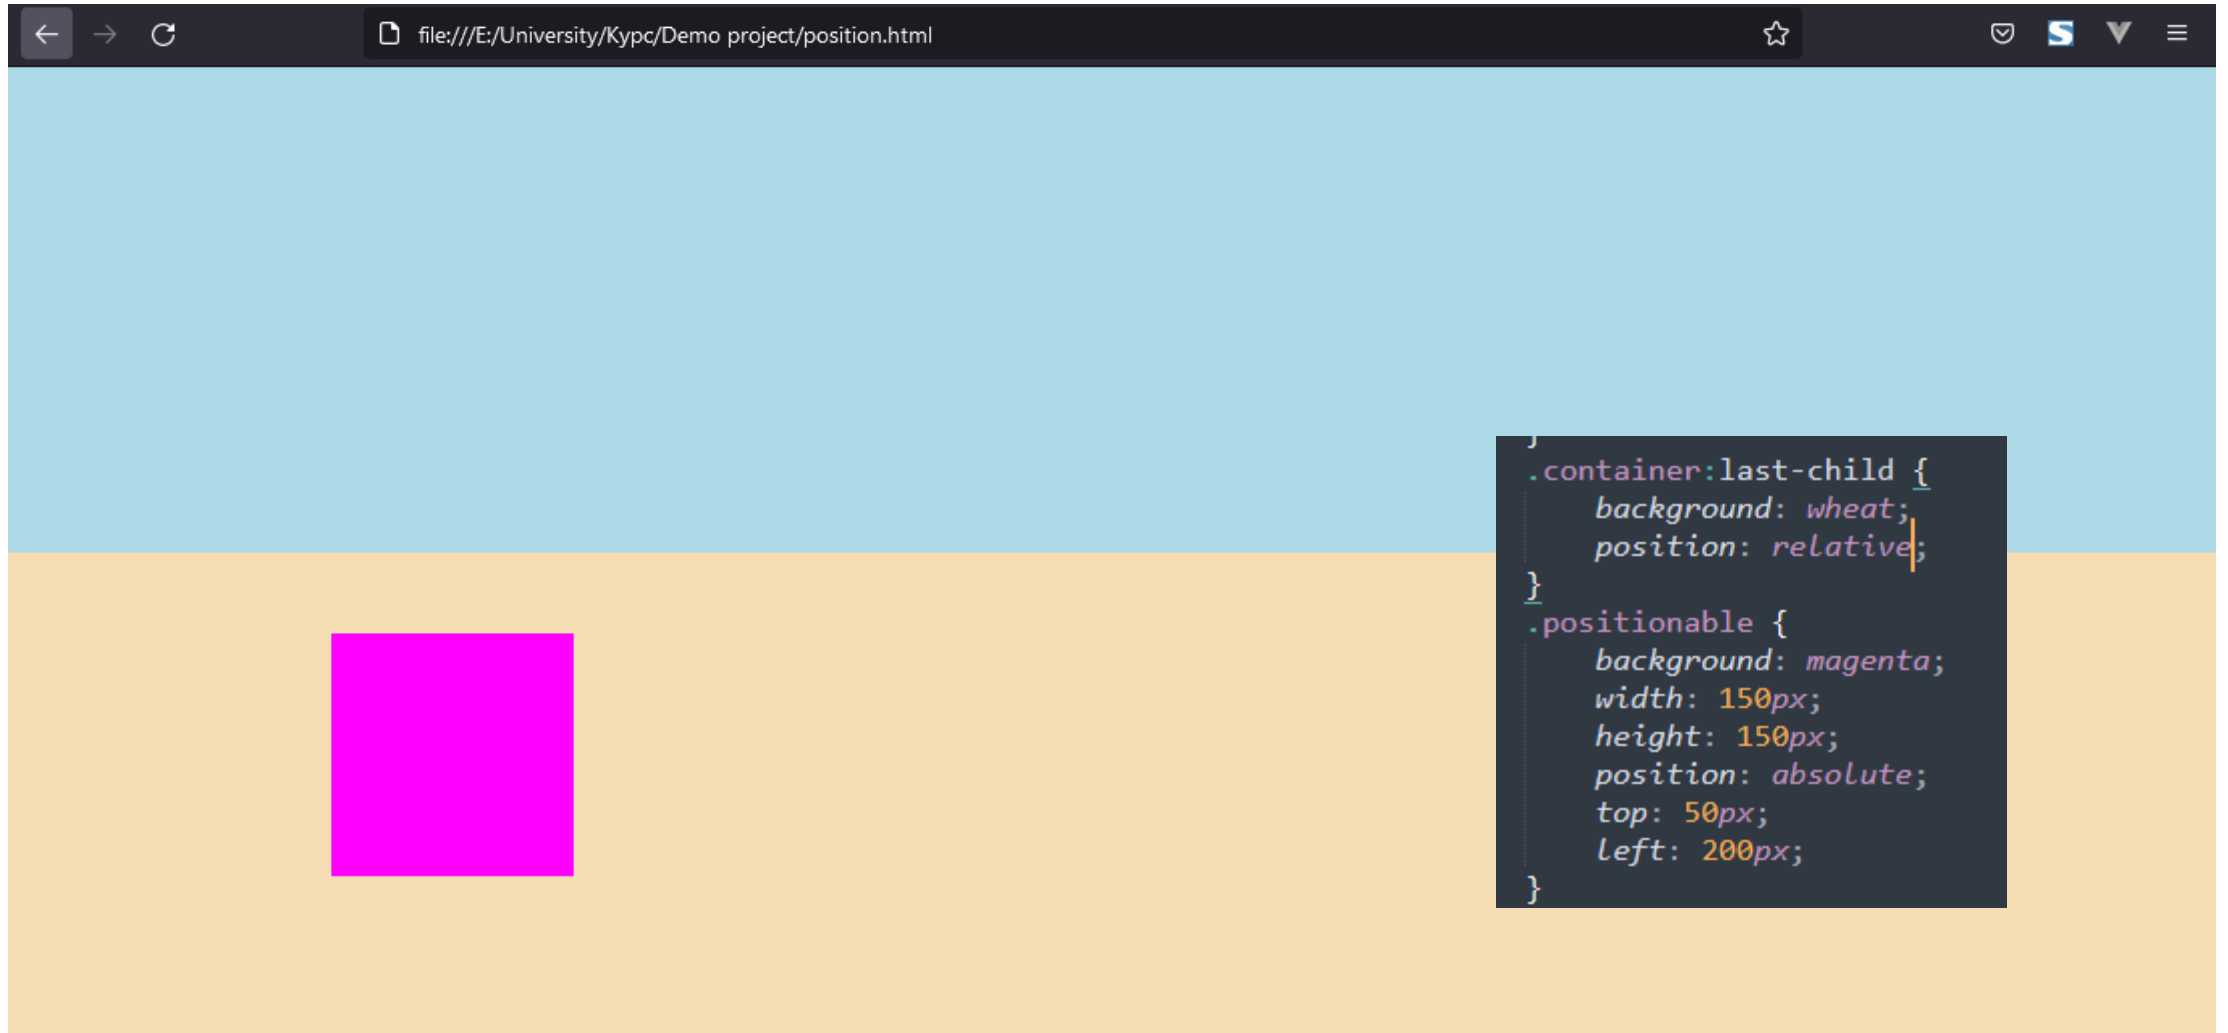 file:///E:/University/Курс/Demo project/position.html
}
.container:last-child {
background: wheat;
position: relative;
}
.positionable {
background: magenta;
width: 150px;
height: 150px;
position: absolute;
top: 50px;
left: 200px;
}